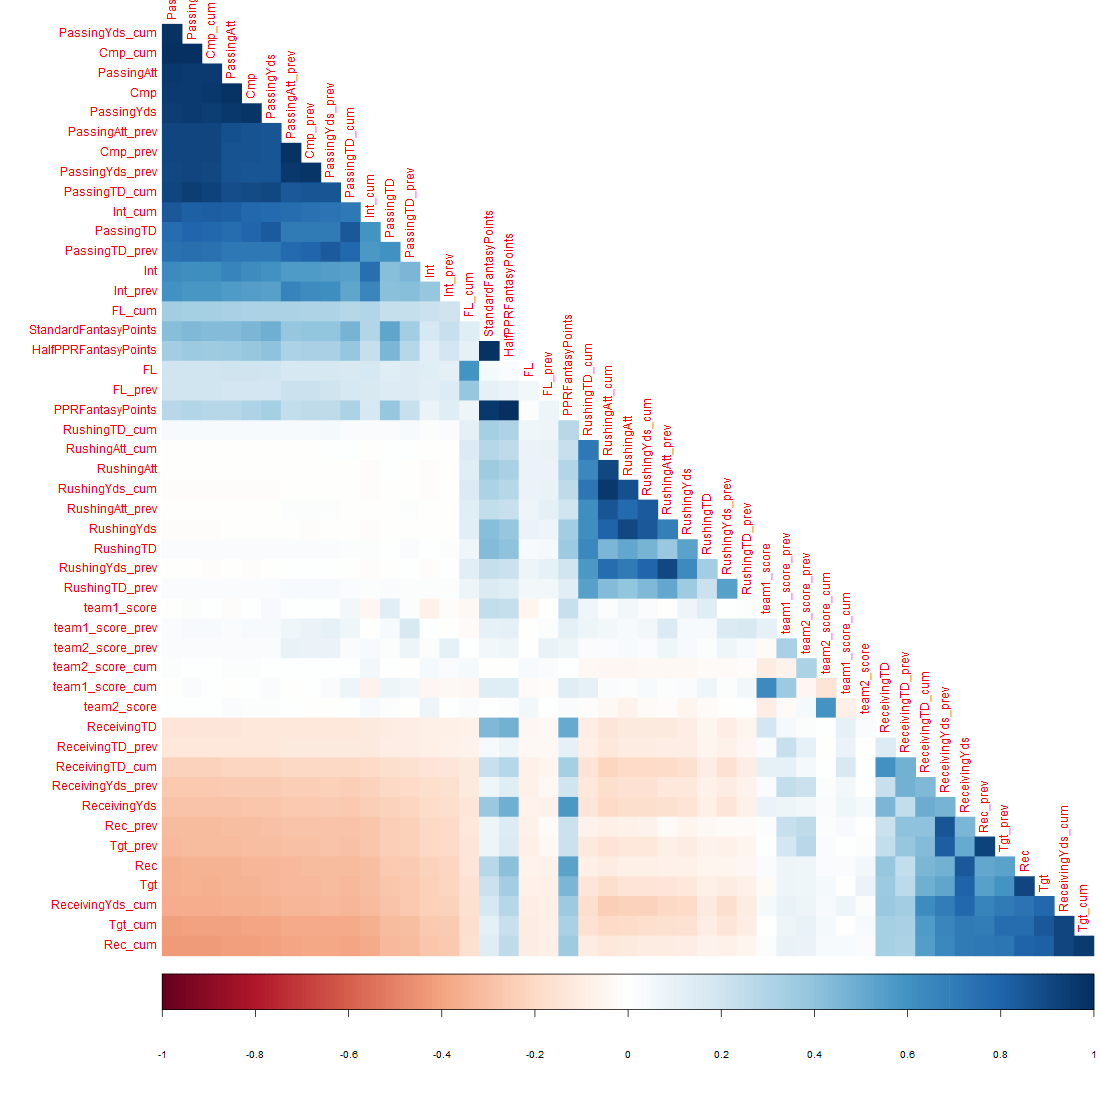 Pas
Passing
Cmp_cum
PassingAtt
Cmp
PassingYds
PassingAtt_prev
Cmp_prev
PassingYds_prev
PassingTD_cum
Int_cum
PassingTD
PassingTD_prev
Int
Int_prev
FL_cum
StandardFantasyPoints
HalfPPRFantasyPoints
FL
FL_prev
PPRFantasyPoints
RushingTD_cum
RushingAtt_cum
RushingAtt
RushingYds_cum
RushingAtt_prev
RushingYds
RushingTD
RushingYds_prev
RushingTD_prev
team1_score
team1_score_prev
team2_score_prev
team2_score_cum
team1_score_cum
team2_score
ReceivingTD
ReceivingTD_prev
ReceivingTD_cum
ReceivingYds_prev
ReceivingYds
Rec_prev
Tgt_prev
Rec
Tgt
ReceivingYds_cum
Tgt_cum
PassingYds_cum
Cmp_cum
PassingAtt
Cmp
PassingYds
PassingAtt_prev
Cmp_prev
PassingYds_prev
PassingTD_cum
Int_cum
PassingTD
PassingTD_prev
Int
Int_prev
FL_cum
StandardFantasyPoints
HalfPPRFantasyPoints
FL
FL_prev
PPRFantasyPoints
RushingTD_cum
RushingAtt_cum
RushingAtt
RushingYds_cum
RushingAtt_prev
RushingYds
RushingTD
RushingYds_prev
RushingTD_prev
team1_score
team1_score_prev
team2_score_prev
team2_score_cum
team1_score_cum
team2_score
ReceivingTD
ReceivingTD_prev
ReceivingTD_cum
ReceivingYds_prev
ReceivingYds
Rec_prev
Tgt_prev
Rec
Tgt
ReceivingYds_cum
Tgt_cum
Rec_cum
-1 -0.8 -0.6 -0.4 -0.2 0 0.2 0.4 0.6 0.8 1